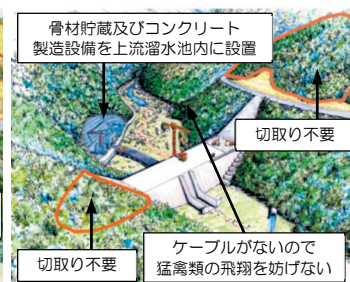 骨材貯蔵及びコンクリート
製造設備を上流溜水池内に設置
切取り不要
切取り不要
ケーブルがないので
猛禽類の飛翔を妨げない